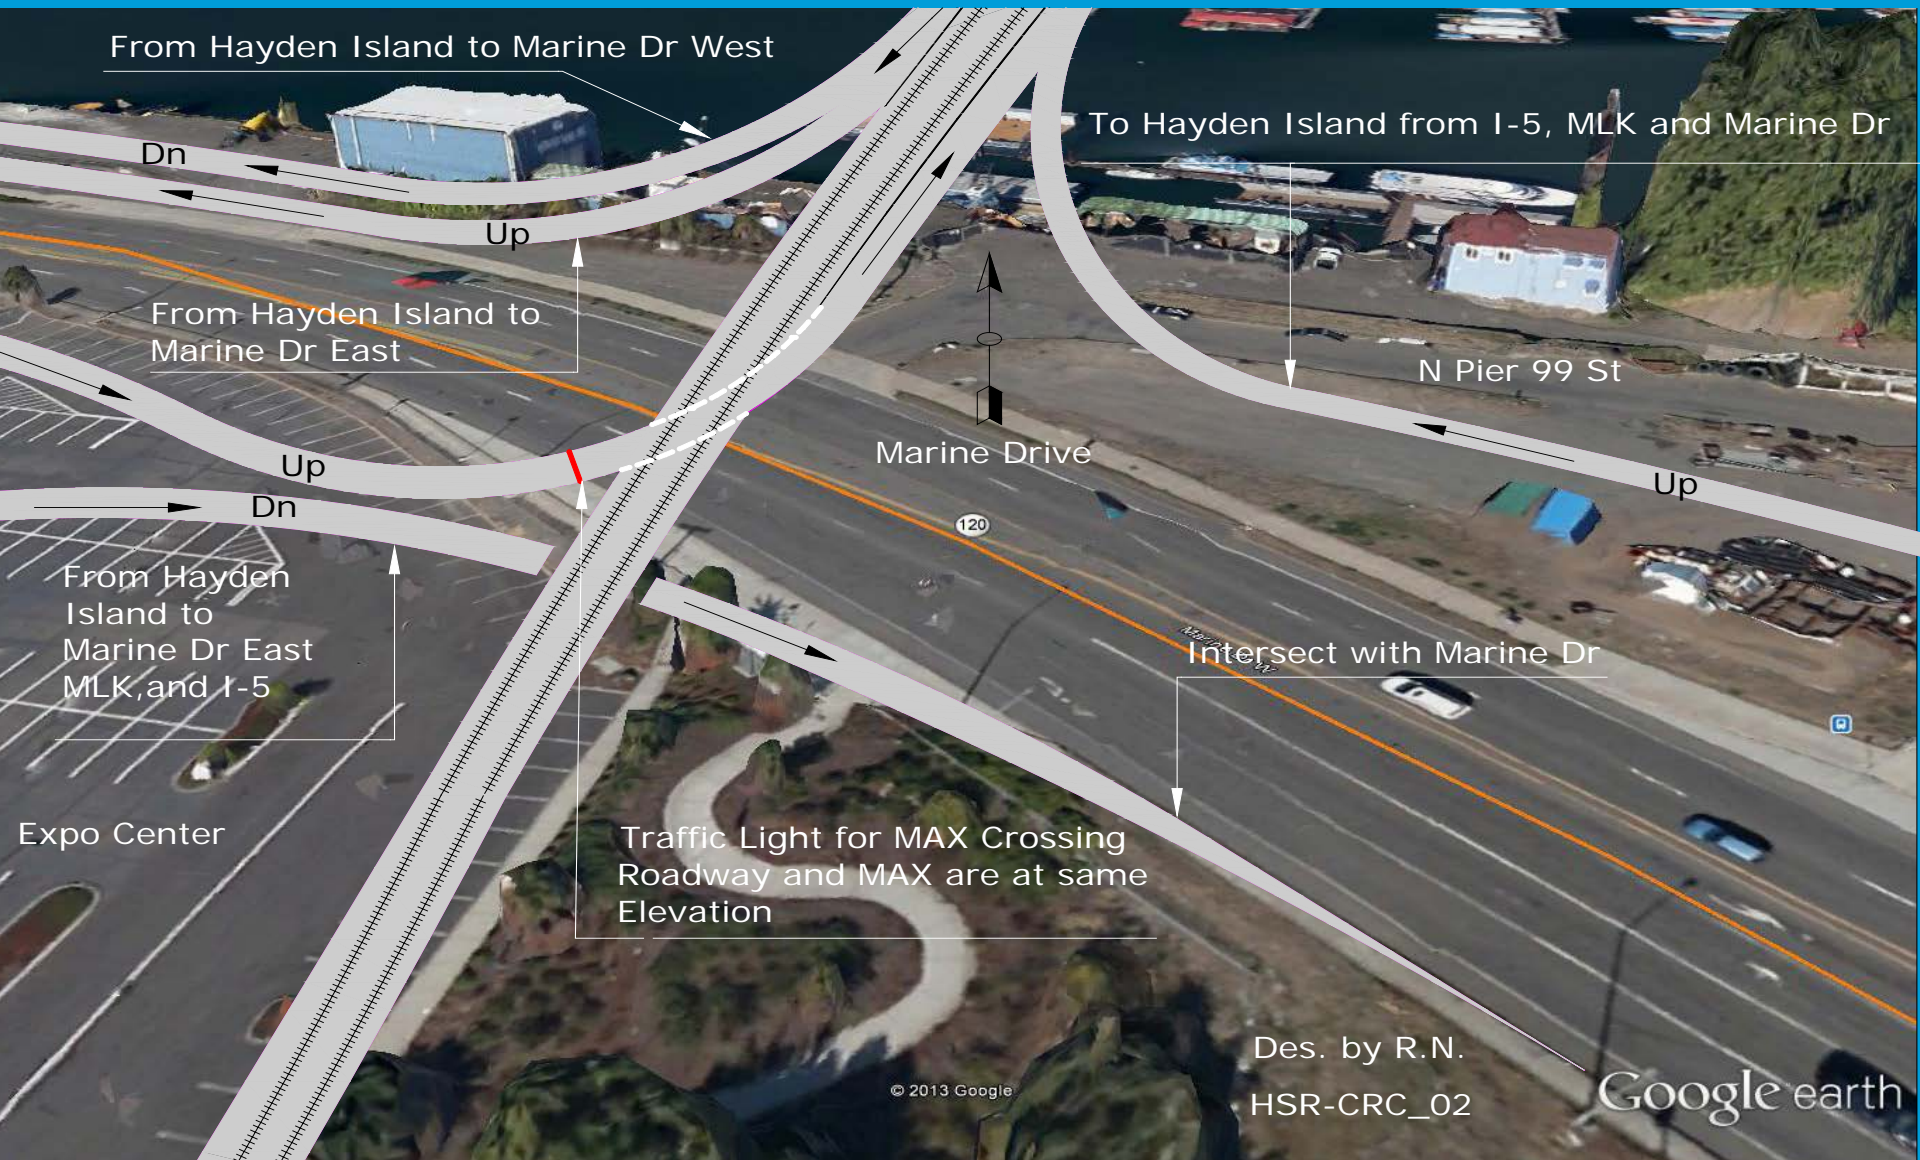 From Hayden Island to Marine Dr West
To Hayden Island from I-5, MLK and Marine Dr
Dn
Up
From Hayden Island to
Marine Dr East
N Pier 99 St
Marine Drive
Up
Up
Dn
120
From Hayden
Island to
Marine Dr East
MLK,and I-5
Intersect with Marine Dr
Expo Center
Traffic Light for MAX Crossing
Roadway and MAX are at same
Elevation
Des. by R.N.
HSR-CRC_02
© 2013 Google
Google earth